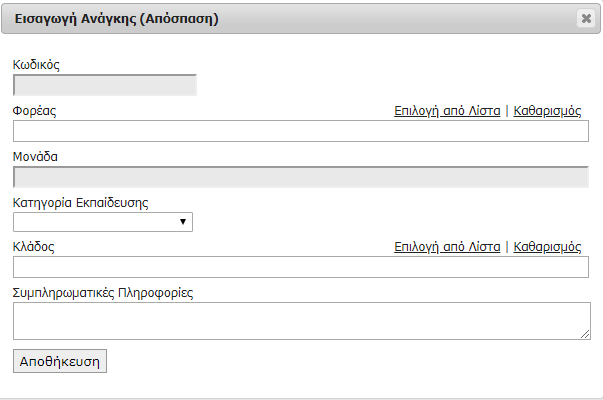 Εισαγωγή Ανάγκης (Απόσπαση)
Κωδικός
Φορέας Επιλογή από Λίστα | Καθαρισμός
Μονάδα
Κατηγορία Εκπαίδευσης
Κλάδος Επιλογή από Λίστα | Καθαρισμός
Συμπληρωματικές Πληροφορίες
Αποθήκευση